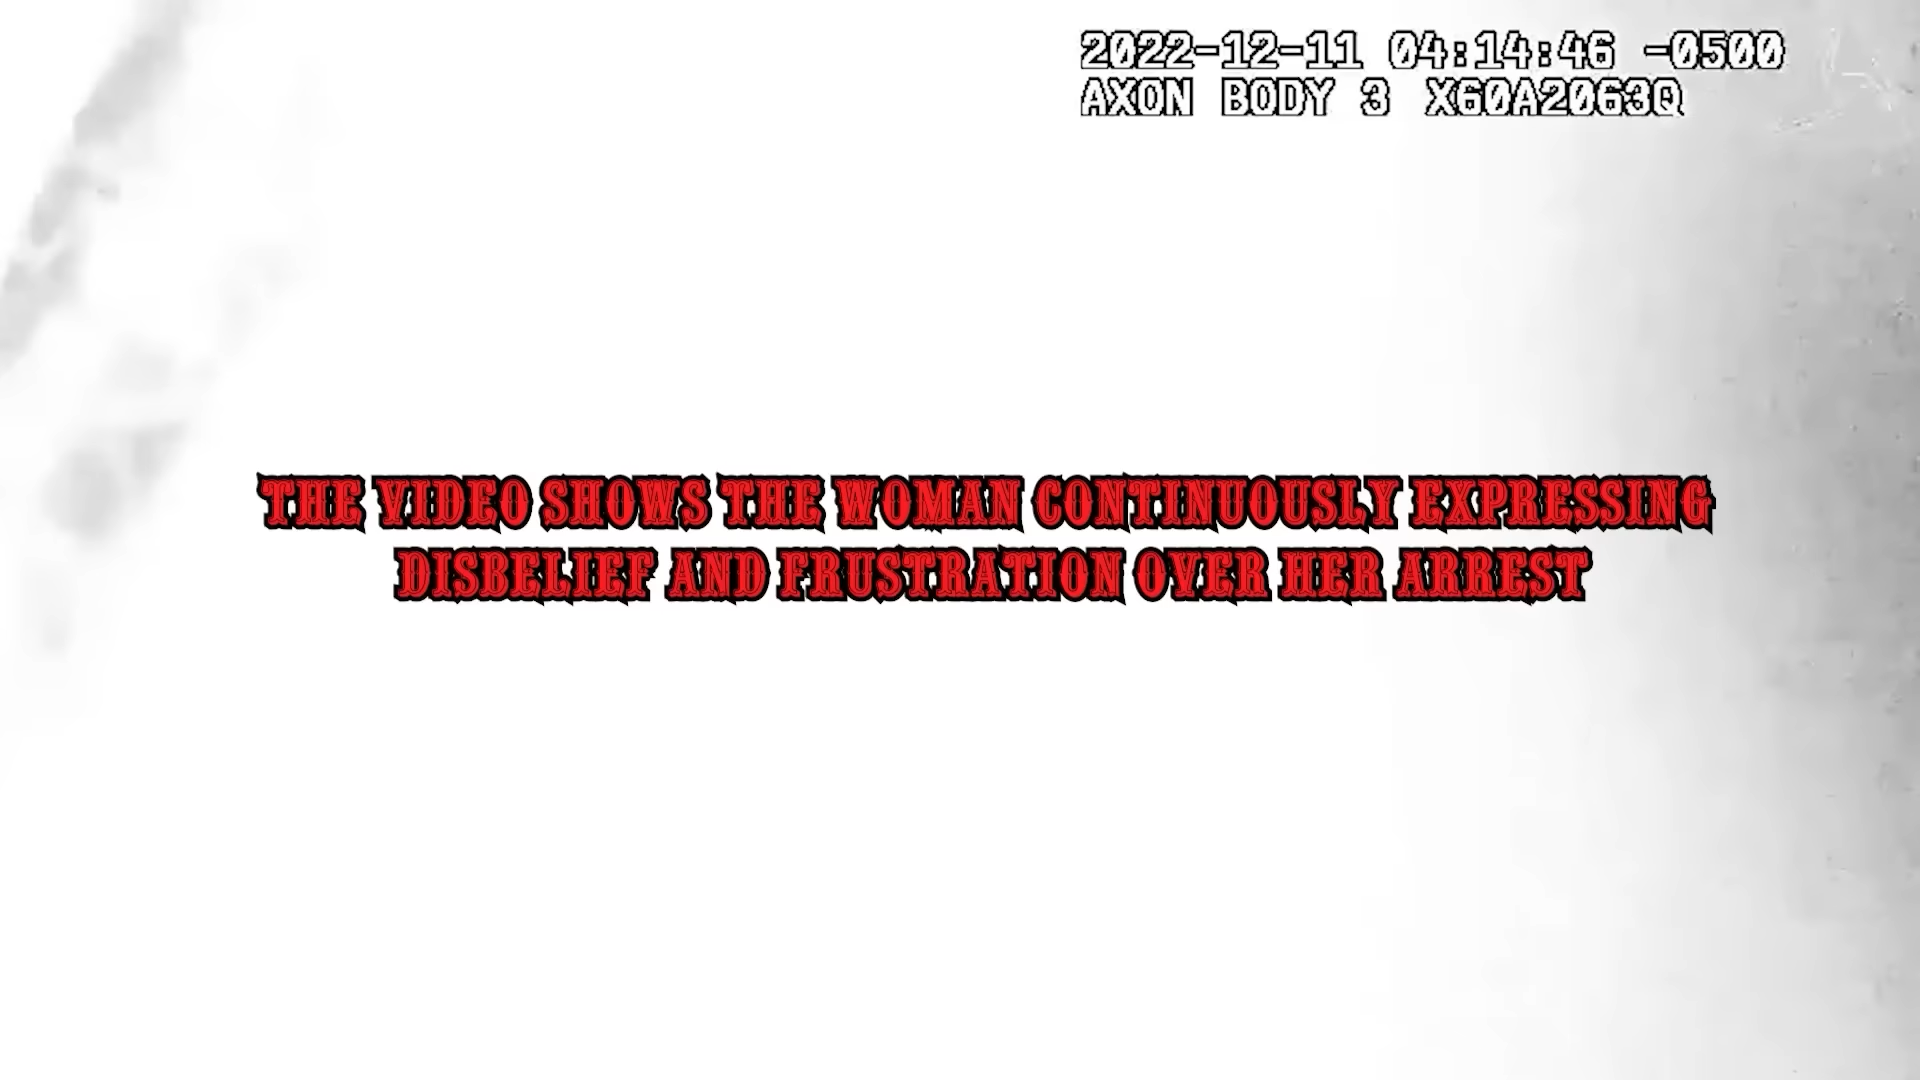 2022-12-11 04:14:46 -0500
AXON BODY 3 X60A2063Q
THE VIDEO SHOWS THE WOMAN CONTINUOUSLY EXPRESSING
DISBELIEF AND FRUSTRATION OVER HER ARREST